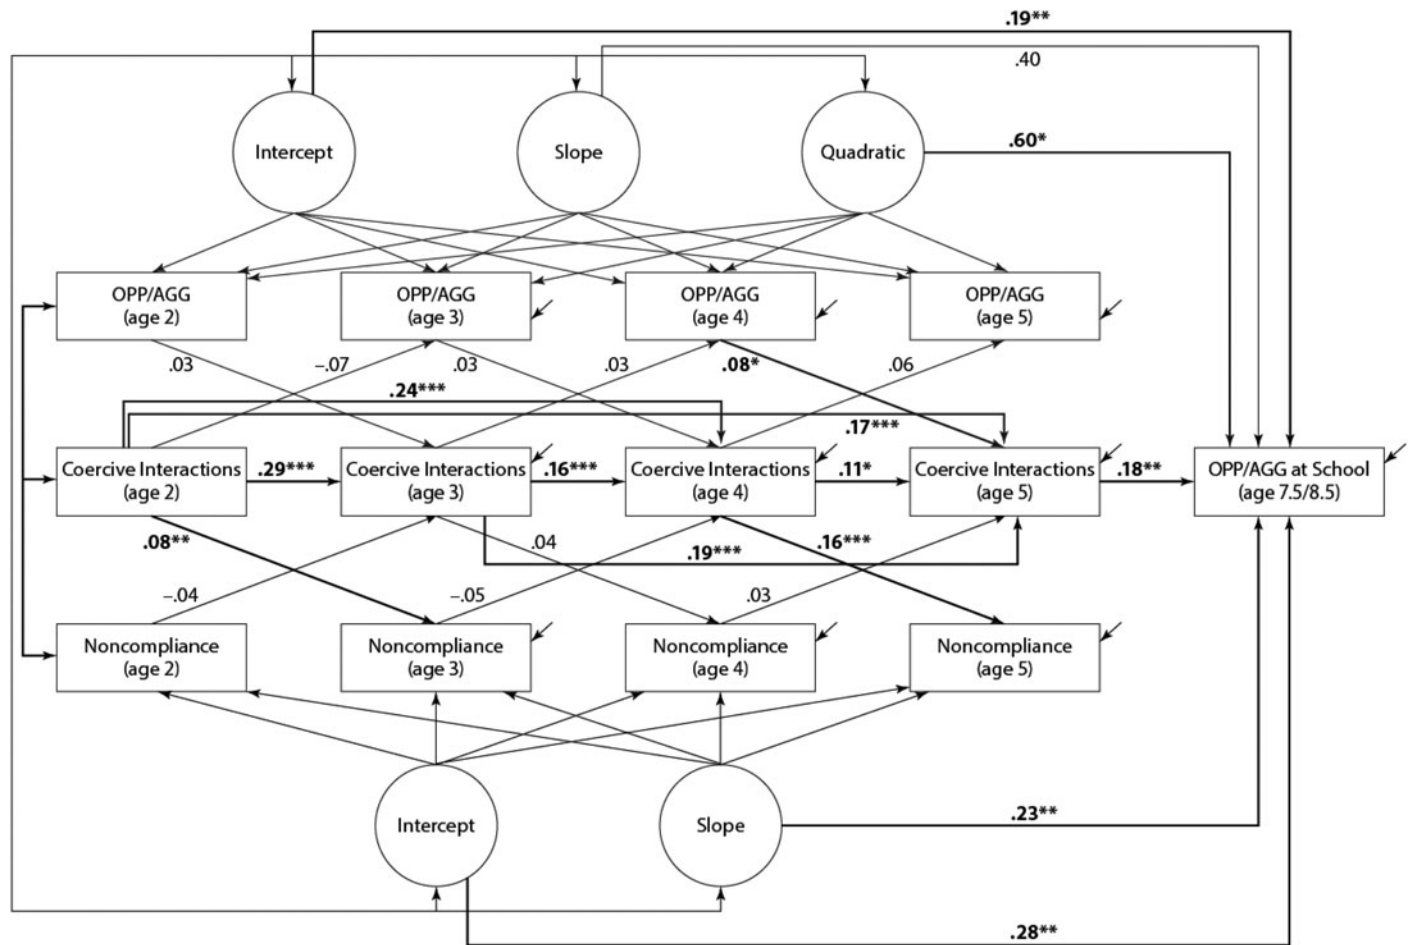 .19**
.40
Intercept
Slope
Quadratic
.60*
OPP/AGG
(age 2)
OPP/AGG
(age 3)
OPP/AGG
(age 4)
OPP/AGG
(age 5)
.03
–.07
.03
.03
.08*
.06
.24***
.17***
Coercive Interactions
(age 2)
.29***
Coercive Interactions
(age 3)
.16***
Coercive Interactions
(age 4)
.11*
Coercive Interactions
(age 5)
.18**
OPP/AGG at School
(age 7.5/8.5)
.08**
.04
.19***
.16***
–.04
–.05
.03
Noncompliance
(age 2)
Noncompliance
(age 3)
Noncompliance
(age 4)
Noncompliance
(age 5)
Intercept
Slope
.23**
.28**